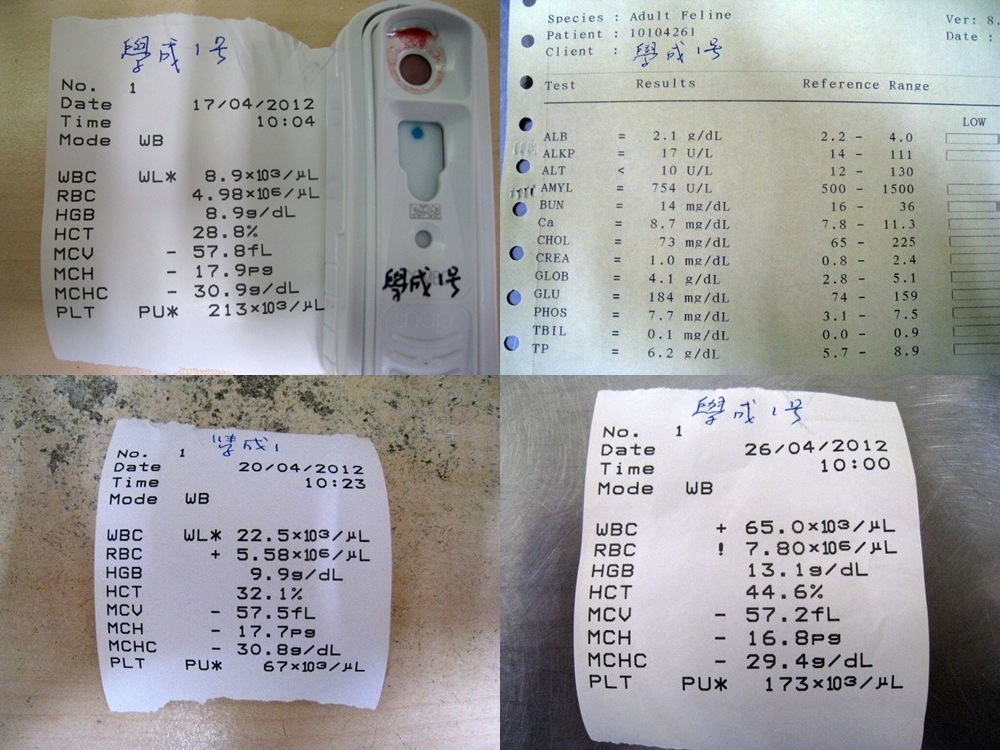 學成1号
No. 1
Date 17/04/2012
Time 10:04
Mode WB
WBC WL* 8.9×10³/µL
RBC 4.98×10⁶/µL
HGB 8.9g/dL
HCT 28.8%
MCV - 57.8fL
MCH - 17.9pg
MCHC - 30.9g/dL
PLT PU* 213×10³/µL
學成1号
Species : Adult Feline
Patient : 10104261
Client : 學成1号
Ver: 8.
Date :
Test Results Reference Range
LOW
ALB = 2.1 g/dL 2.2 - 4.0
ALKP = 17 U/L 14 - 111
ALT < 10 U/L 12 - 130
AMYL = 754 U/L 500 - 1500
BUN = 14 mg/dL 16 - 36
Ca = 8.7 mg/dL 7.8 - 11.3
CHOL = 73 mg/dL 65 - 225
CREA = 1.0 mg/dL 0.8 - 2.4
GLOB = 4.1 g/dL 2.8 - 5.1
GLU = 184 mg/dL 74 - 159
PHOS = 7.7 mg/dL 3.1 - 7.5
TBIL = 0.1 mg/dL 0.0 - 0.9
TP = 6.2 g/dL 5.7 - 8.9
學成1
No. 1
Date 20/04/2012
Time 10:23
Mode WB
WBC WL* 22.5×10³/µL
RBC + 5.58×10⁶/µL
HGB 9.9g/dL
HCT 32.1%
MCV - 57.5fL
MCH - 17.7pg
MCHC - 30.8g/dL
PLT PU* 67×10³/µL
學成1号
No. 1
Date 26/04/2012
Time 10:00
Mode WB
WBC + 65.0×10³/µL
RBC ! 7.80×10⁶/µL
HGB 13.1g/dL
HCT 44.6%
MCV - 57.2fL
MCH - 16.8pg
MCHC - 29.4g/dL
PLT PU* 173×10³/µL